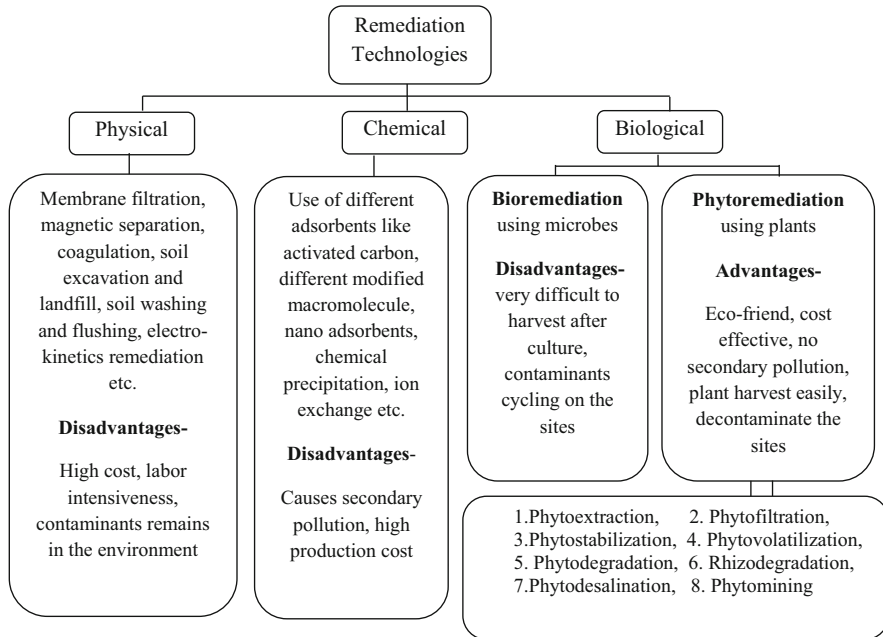 Remediation
Technologies
Physical
Chemical
Biological
Membrane filtration,
magnetic separation,
coagulation, soil
excavation and
landfill, soil washing
and flushing, electro-
kinetics remediation
etc.
Disadvantages-
High cost, labor
intensiveness,
contaminants remains
in the environment
Use of different
adsorbents like
activated carbon,
different modified
macromolecule,
nano adsorbents,
chemical
precipitation, ion
exchange etc.
Disadvantages-
Causes secondary
pollution, high
production cost
Bioremediation
using microbes
Disadvantages-
very difficult to
harvest after
culture,
contaminants
cycling on the
sites
Phytoremediation
using plants
Advantages-
Eco-friend, cost
effective, no
secondary pollution,
plant harvest easily,
decontaminate the
sites
1.Phytoextraction, 2. Phytofiltration,
3.Phytostabilization, 4. Phytovolatilization,
5. Phytodegradation, 6. Rhizodegradation,
7.Phytodesalination, 8. Phytomining